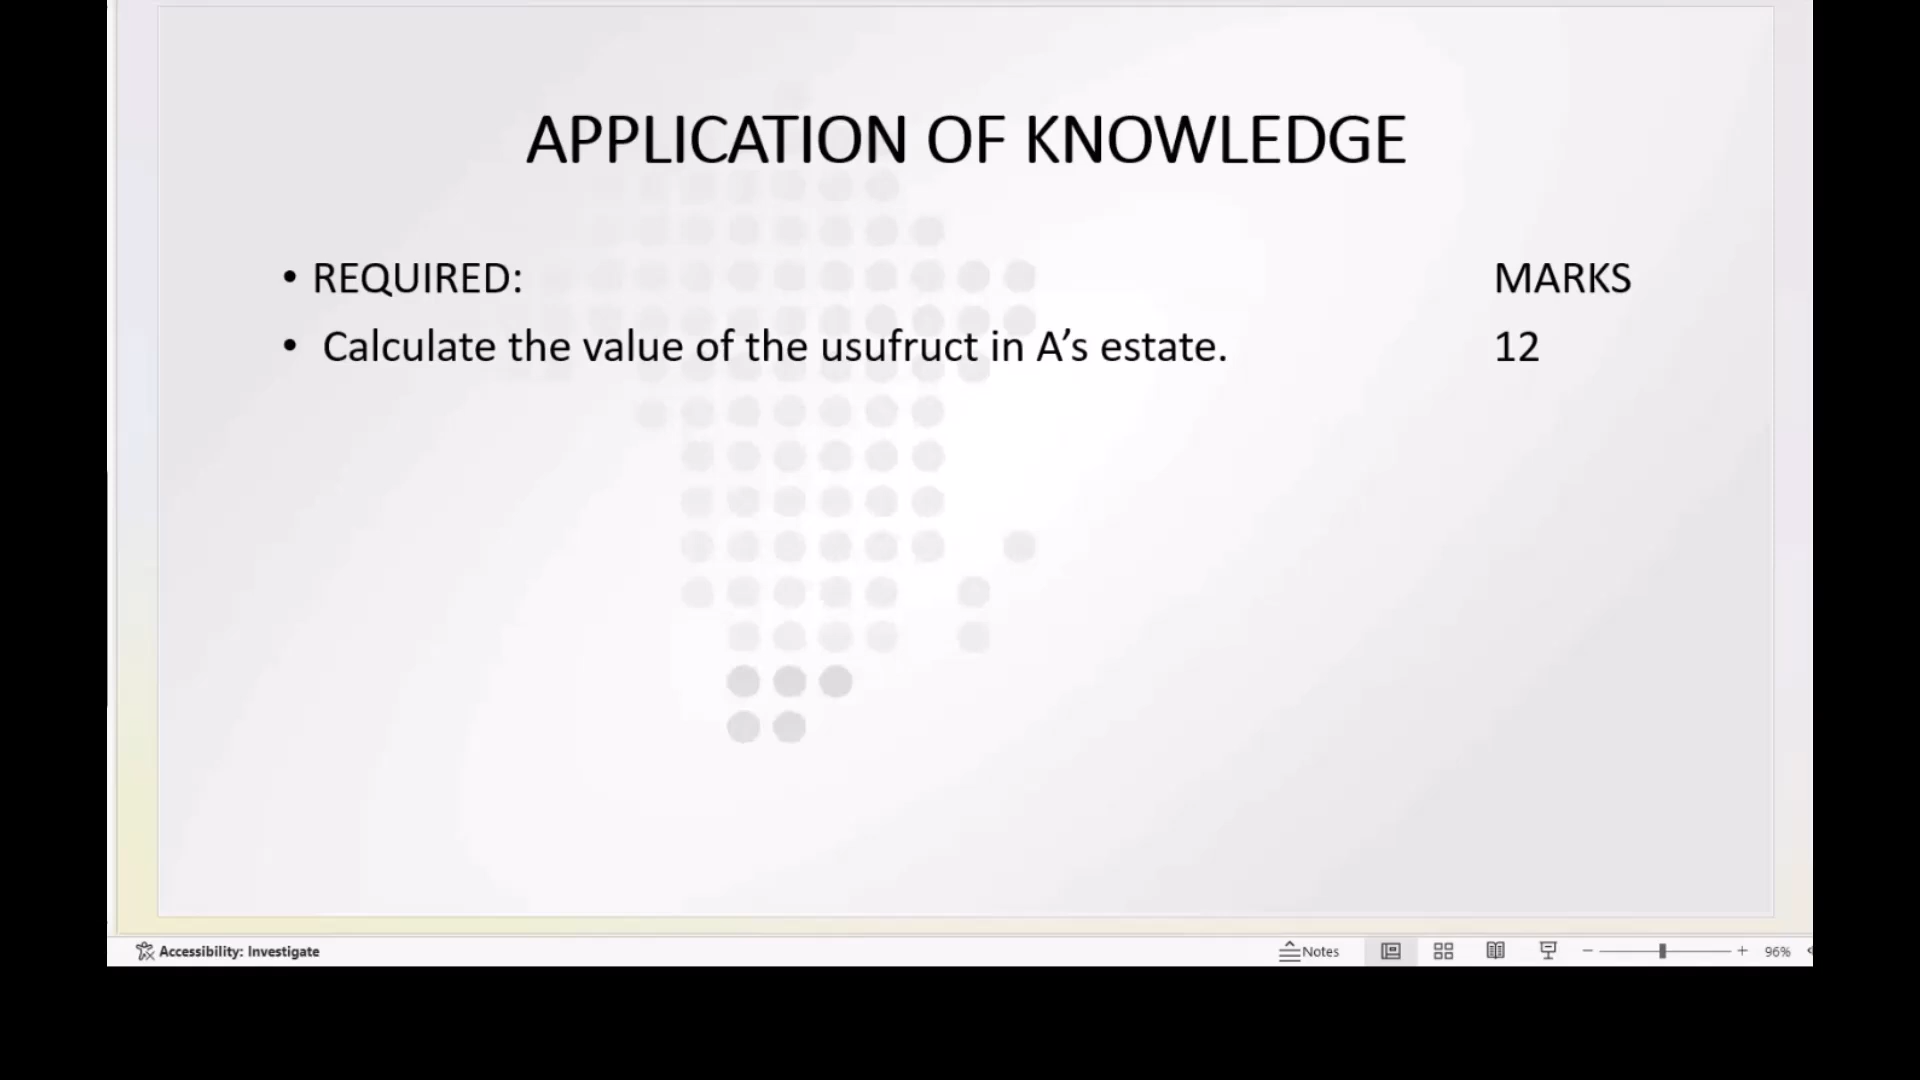 APPLICATION OF KNOWLEDGE
• REQUIRED: MARKS
• Calculate the value of the usufruct in A’s estate. 12
Accessibility: Investigate Notes 96%